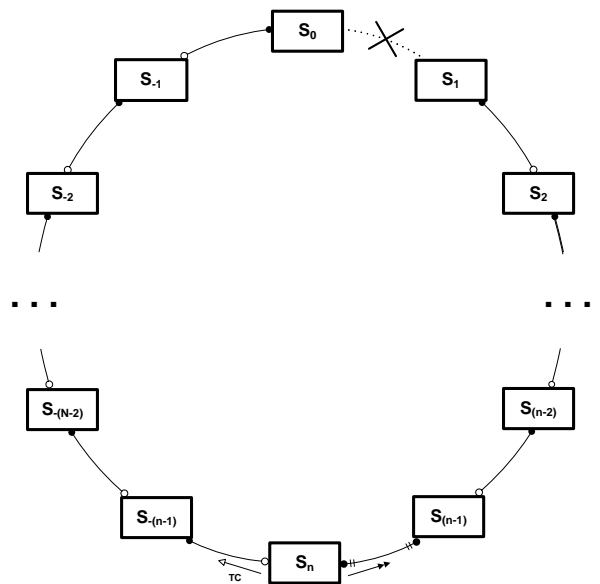 S0
S-1
S1
S-2
S2
. . .
. . .
S-(N-2)
S(n-2)
S-(n-1)
S(n-1)
Sn
TC